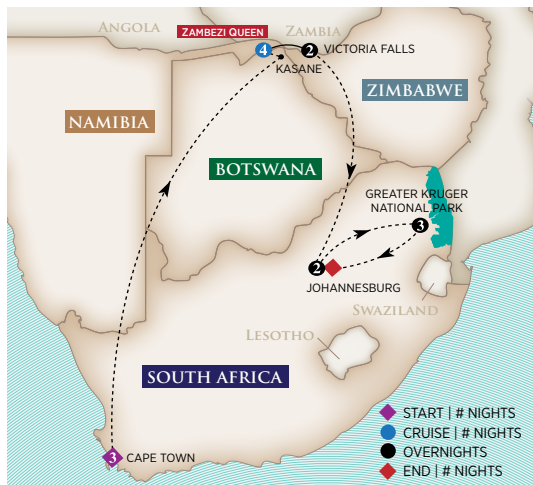 ANGOLA
ZAMBEZI QUEEN
ZAMBIA
4
2
VICTORIA FALLS
KASANE
ZIMBABWE
NAMIBIA
BOTSWANA
GREATER KRUGER
NATIONAL PARK
3
2
JOHANNESBURG
SWAZILAND
LESOTHO
SOUTH AFRICA
3
CAPE TOWN
START | # NIGHTS
CRUISE | # NIGHTS
OVERNIGHTS
END | # NIGHTS